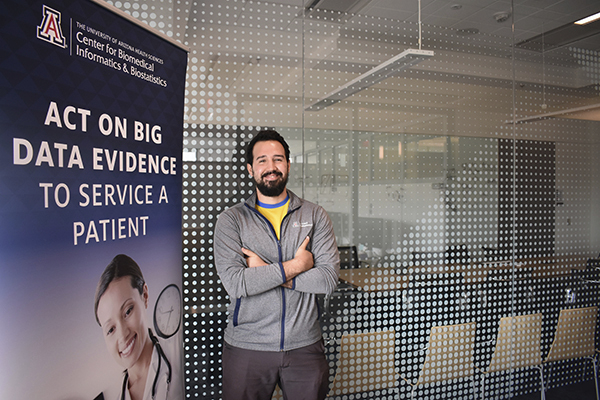 A
THE UNIVERSITY OF ARIZONA HEALTH SCIENCES
Center for Biomedical
Informatics & Biostatistics
ACT ON BIG
DATA EVIDENCE
TO SERVICE A
PATIENT